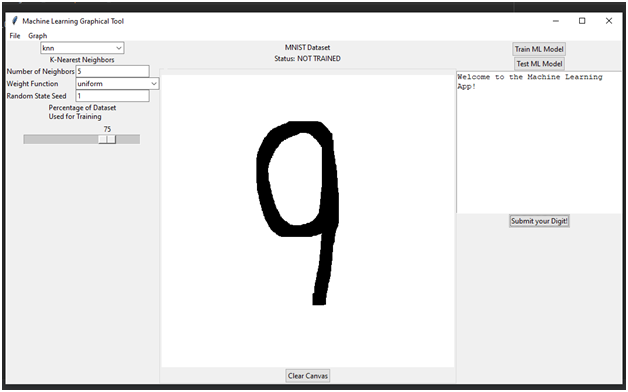 Machine Learning Graphical Tool
File Graph
knn
K-Nearest Neighbors
Number of Neighbors 5
Weight Function uniform
Random State Seed 1
Percentage of Dataset
Used for Training
75
MNIST Dataset
Status: NOT TRAINED
9
Clear Canvas
Train ML Model
Test ML Model
Welcome to the Machine Learning
App!
Submit your Digit!